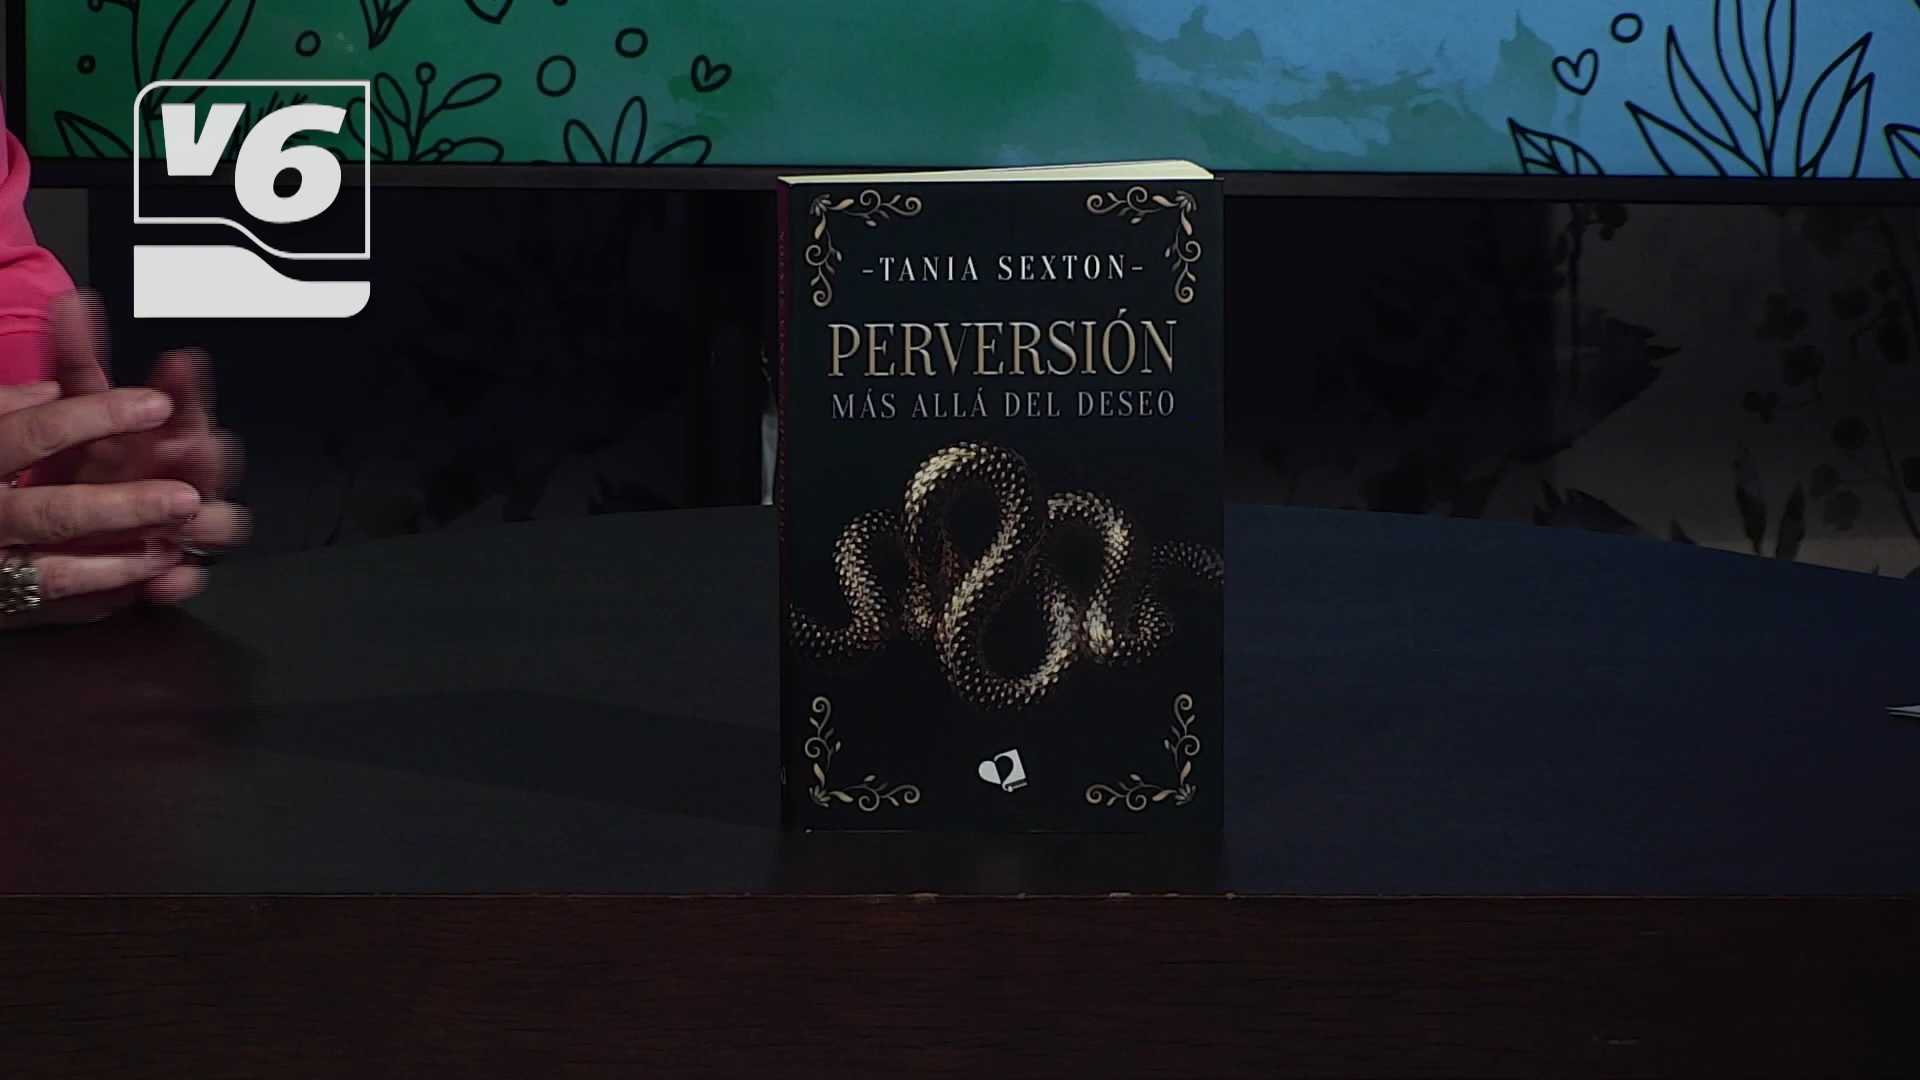 V6
-TANIA SEXTON-
PERVERSIÓN
MÁS ALLÁ DEL DESEO